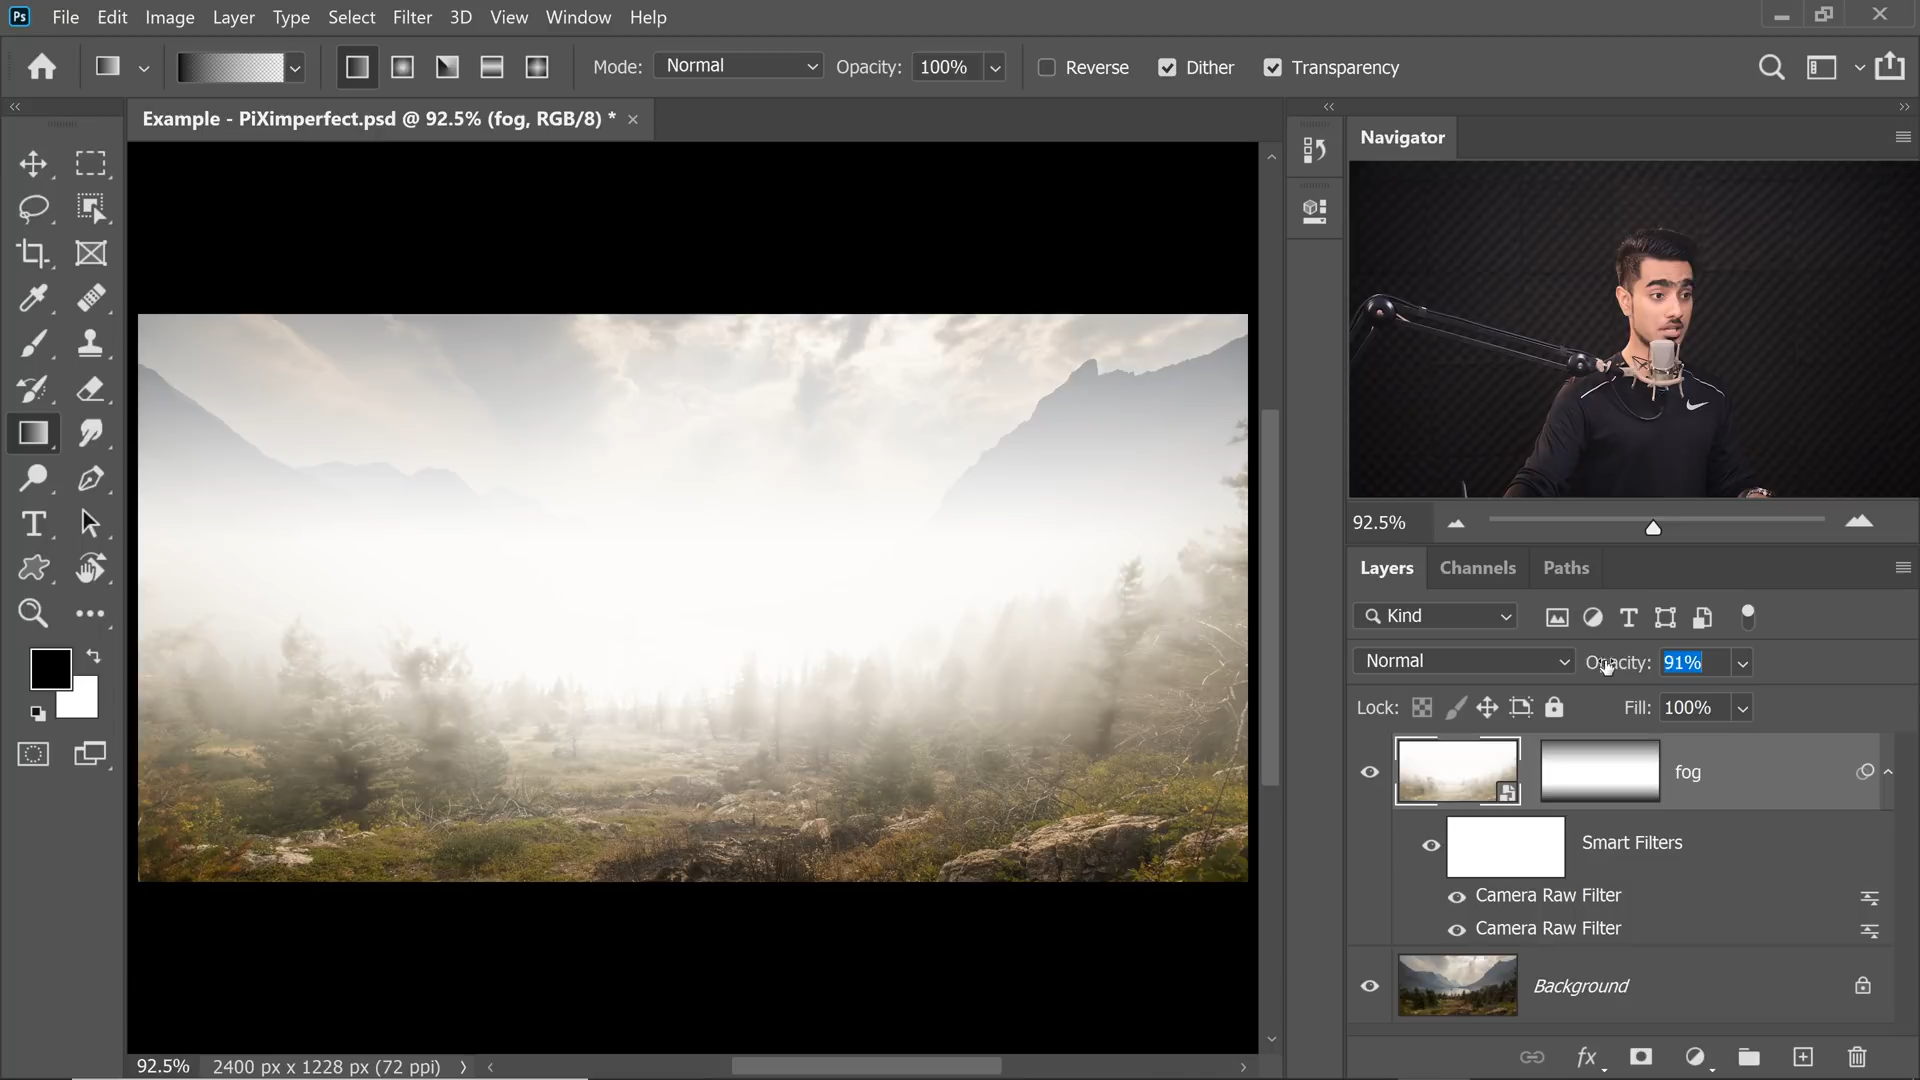 Ps File Edit Image Layer Type Select Filter 3D View Window Help
Mode: Normal Opacity: 100% Reverse Dither Transparency
Example - PiXimperfect.psd @ 92.5% (fog, RGB/8) *
Navigator
92.5%
Layers Channels Paths
Kind
Normal Opacity: 91%
Lock: Fill: 100%
fog
Smart Filters
Camera Raw Filter
Camera Raw Filter
Background
fx
92.5% 2400 px x 1228 px (72 ppi)